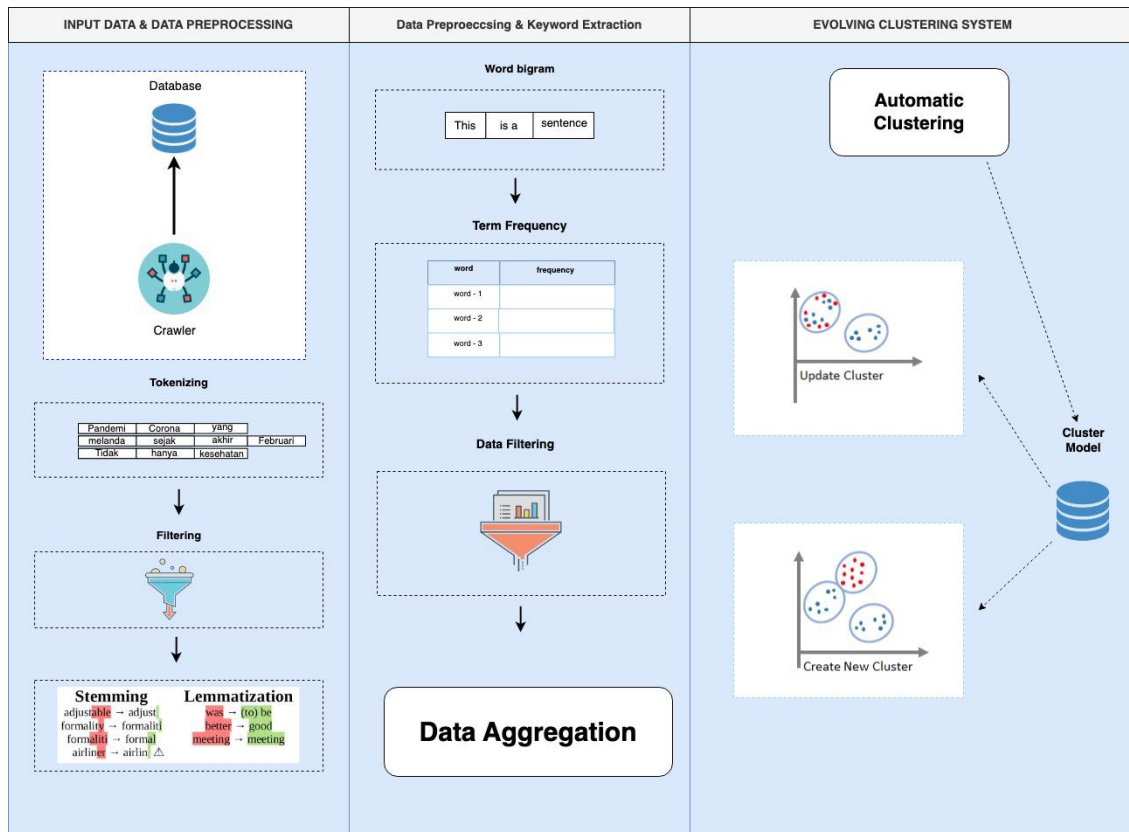 INPUT DATA & DATA PREPROCESSING
Database
Crawler
Tokenizing
Pandemi Corona yang
melanda sejak akhir Februari
Tidak hanya kesehatan
Filtering
Stemming
adjustable → adjust
formality → formaliti
formaliti → formal
airliner → airlin ⚠
Lemmatization
was → (to) be
better → good
meeting → meeting
Data Preproeccsing & Keyword Extraction
Word bigram
This is a sentence
Term Frequency
word frequency
word - 1
word - 2
word - 3
Data Filtering
Data Aggregation
EVOLVING CLUSTERING SYSTEM
Automatic
Clustering
Update Cluster
Cluster
Model
Create New Cluster